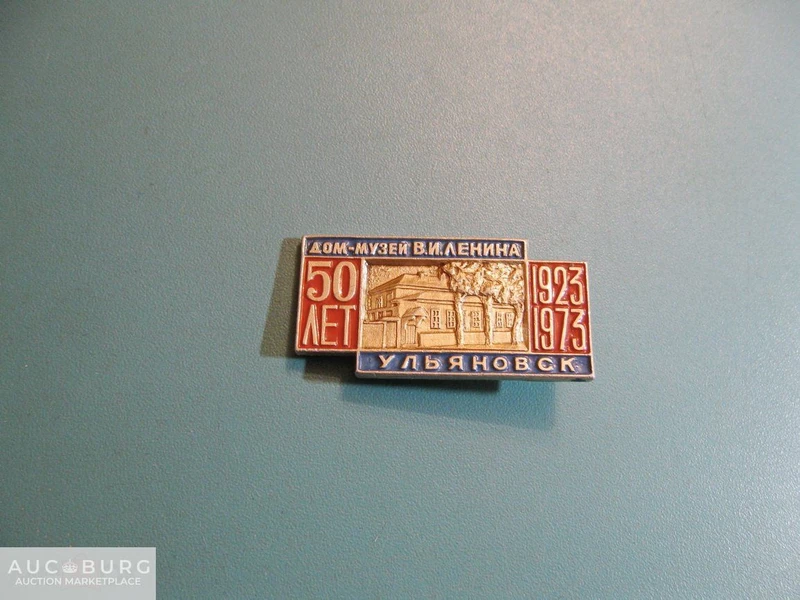 ДОМ-МУЗЕЙ В.И.ЛЕНИНА
50
ЛЕТ
1923
1973
УЛЬЯНОВСК
AUCBURG
AUCTION MARKETPLACE